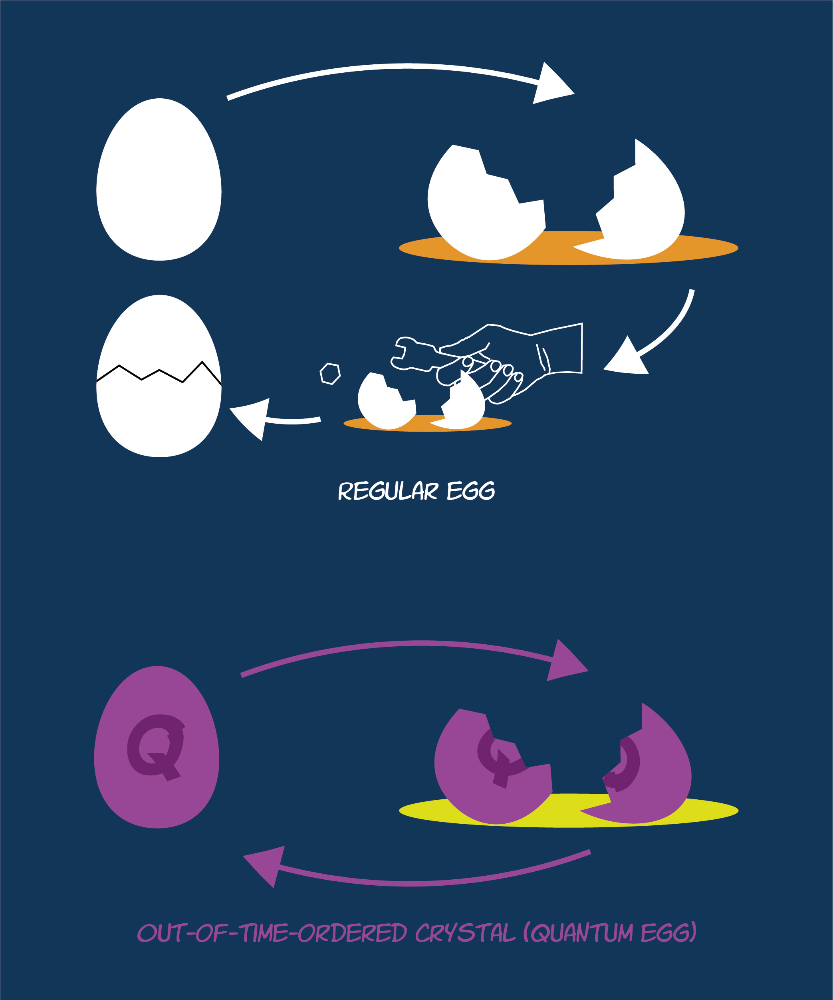 REGULAR EGG
Q
Q
OUT-OF-TIME-ORDERED CRYSTAL (QUANTUM EGG)